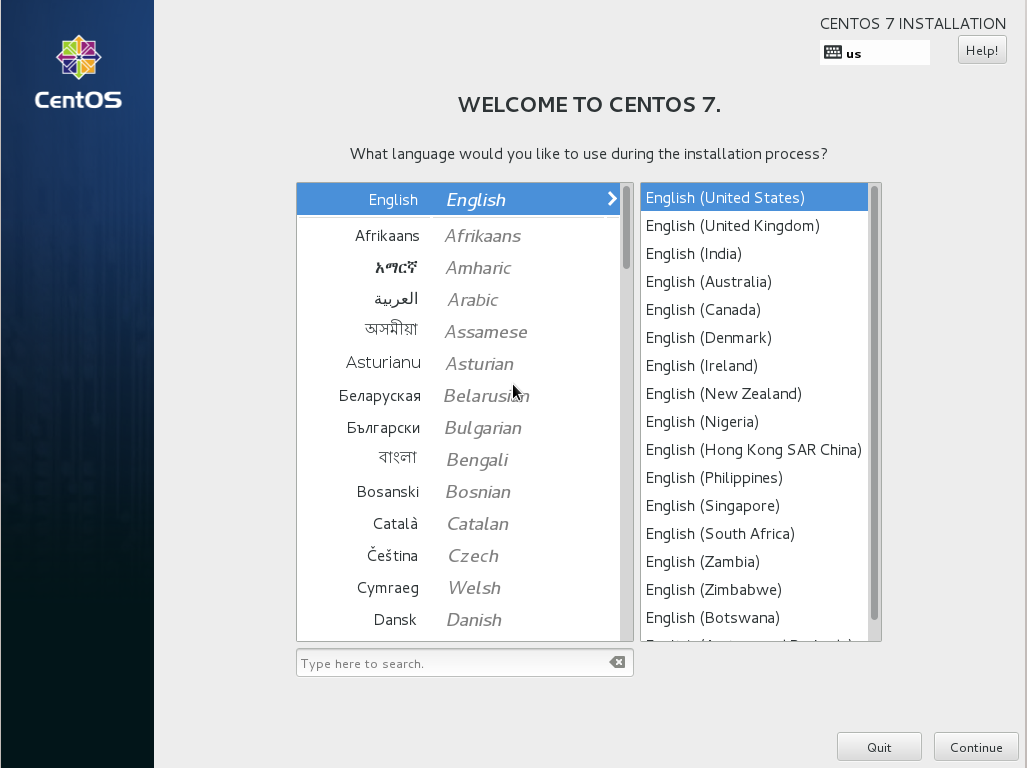 CENTOS 7 INSTALLATION
us
Help!
CentOS
WELCOME TO CENTOS 7.
What language would you like to use during the installation process?
English English
Afrikaans Afrikaans
አማርኛ Amharic
العربية Arabic
অসমীয়া Assamese
Asturianu Asturian
Беларуская Belarusian
Български Bulgarian
বাংলা Bengali
Bosanski Bosnian
Català Catalan
Čeština Czech
Cymraeg Welsh
Dansk Danish
English (United States)
English (United Kingdom)
English (India)
English (Australia)
English (Canada)
English (Denmark)
English (Ireland)
English (New Zealand)
English (Nigeria)
English (Hong Kong SAR China)
English (Philippines)
English (Singapore)
English (South Africa)
English (Zambia)
English (Zimbabwe)
English (Botswana)
Type here to search.
Quit
Continue